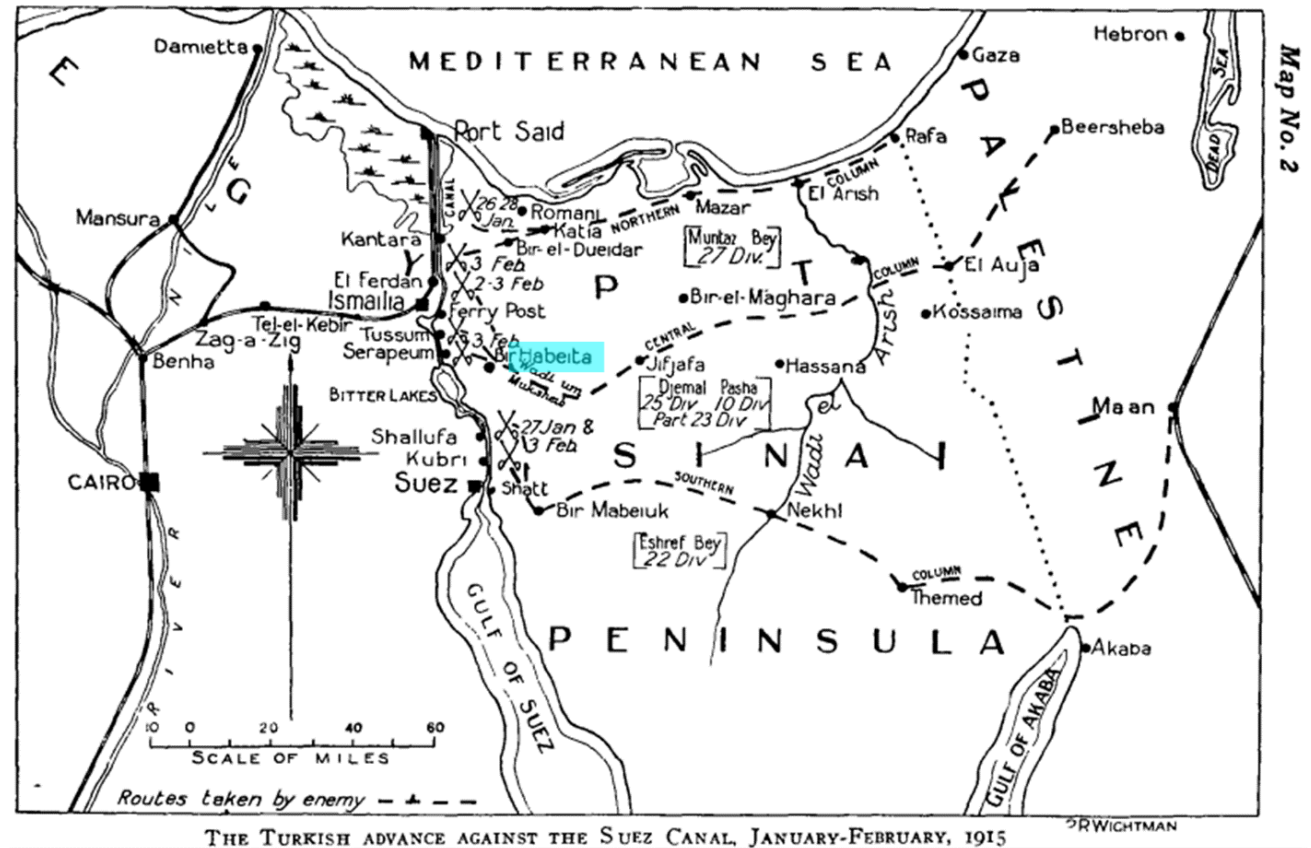 Map No. 2
MEDITERRANEAN SEA
Damietta
Hebron
Gaza
DEAD SEA
E G Y P T
Port Said
Rafa
Beersheba
PALESTINE
NILE
CANAL
26 28
Jan
Romani
NORTHERN
COLUMN
Mazar
El Arish
Mansura
Kantara
Katia
Bir-el-Dueidar
Muntaz Bey
27 Div.
3
Feb
2-3 Feb
El Ferdan
Ismailia
CENTRAL
COLUMN
El Auja
Bir-el-Maghara
Kossaima
Tel-el-Kebir
Ferry Post
Zag-a-Zig
Tussum
3
Feb
Serapeum
Bir Habeita
Wadi um
Mukshaib
Jifjafa
Hassana
Wadi el Arish
Benha
BITTER LAKES
Djemal Pasha
25 Div 10 Div
Part 23 Div
Maan
27 Jan &
3 Feb
Shallufa
Kubri
SINAI
CAIRO
Suez
Shatt
SOUTHERN
COLUMN
Bir Mabeiuk
Nekhl
Eshref Bey
22 Div
Themed
RIVER
GULF OF SUEZ
PENINSULA
Akaba
GULF OF AKABA
10 0 20 40 60
SCALE OF MILES
Routes taken by enemy
THE TURKISH ADVANCE AGAINST THE SUEZ CANAL, JANUARY-FEBRUARY, 1915
PRWIGHTMAN